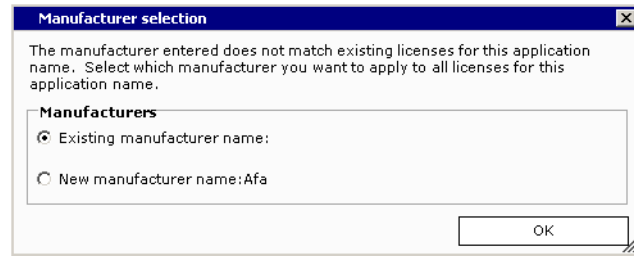 Manufacturer selection
The manufacturer entered does not match existing licenses for this application
name. Select which manufacturer you want to apply to all licenses for this
application name.
Manufacturers
Existing manufacturer name:
New manufacturer name:Afa
OK